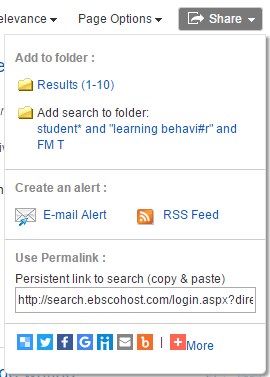 elevance Page Options Share
Add to folder :
Results (1-10)
Add search to folder:
student* and "learning behavi#r" and
FM T
Create an alert :
E-mail Alert RSS Feed
Use Permalink :
Persistent link to search (copy & paste)
http://search.ebscohost.com/login.aspx?dire
| More